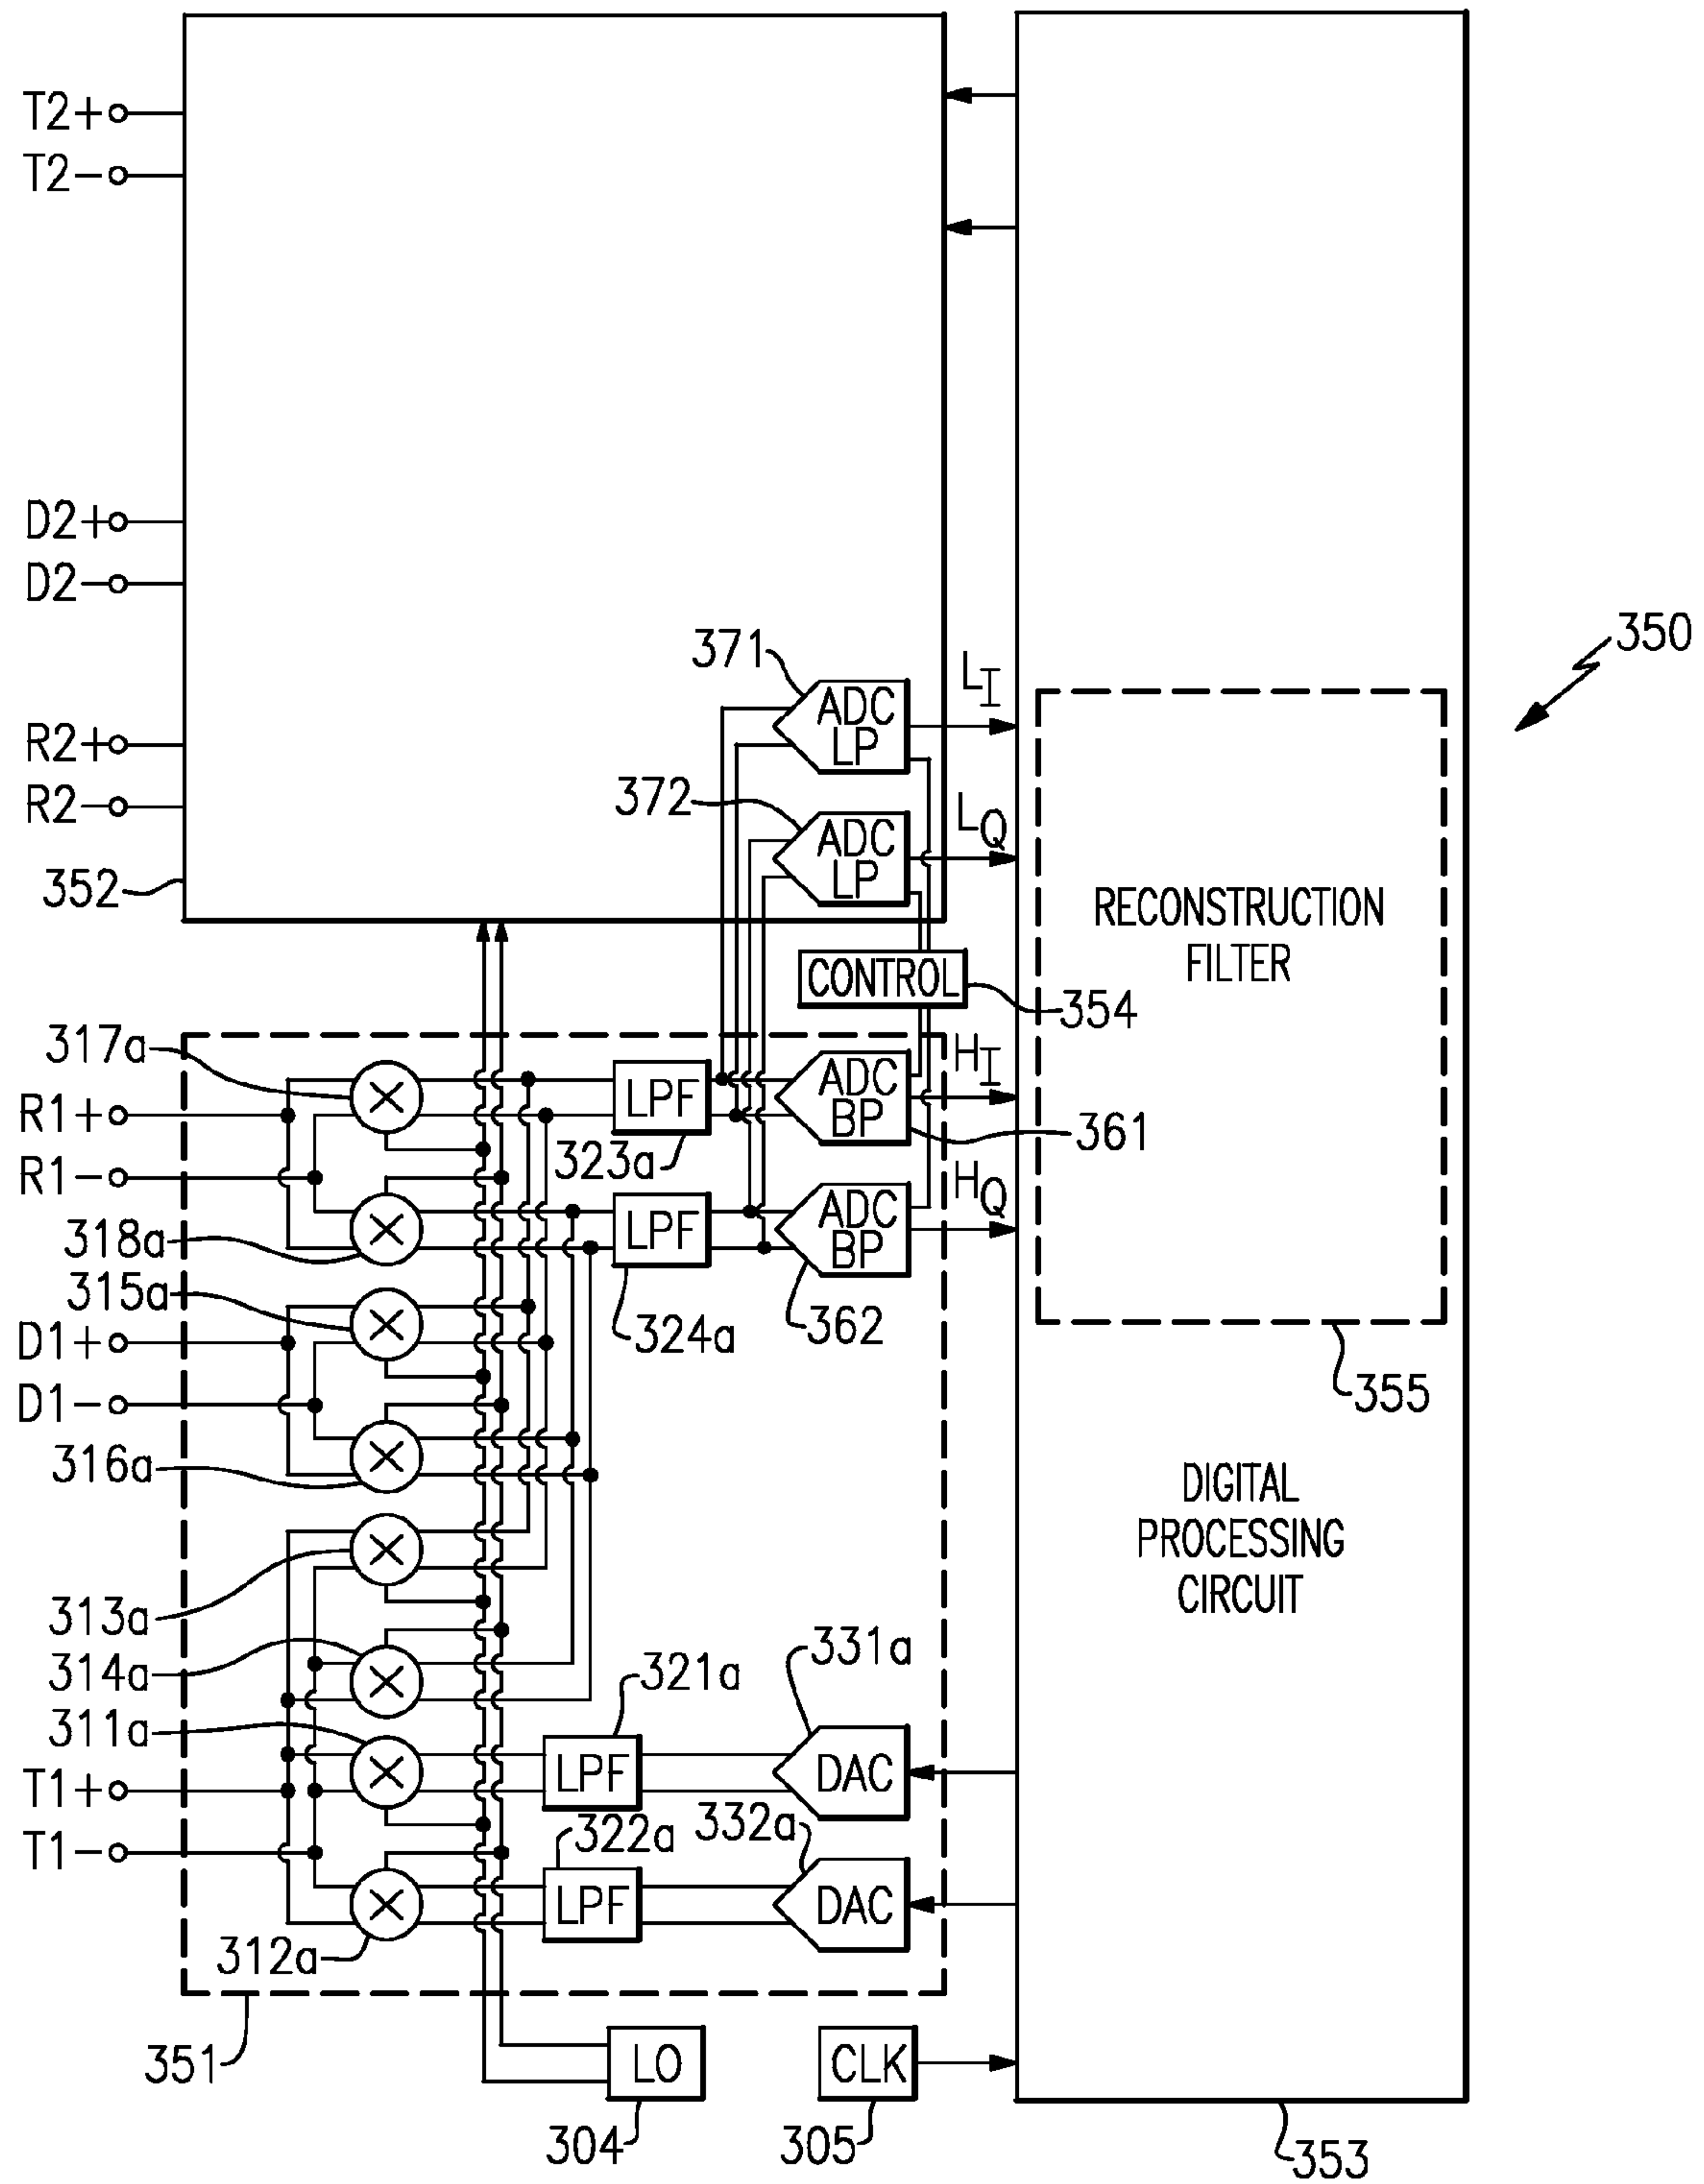 T2+
T2-
D2+
D2-
350
371
ADC
LP
L_I
R2+
R2-
372
ADC
LP
L_Q
352
RECONSTRUCTION
FILTER
CONTROL
354
317a
R1+
R1-
LPF
323a
ADC
BP
H_I
361
318a
LPF
324a
ADC
BP
H_Q
362
315a
D1+
D1-
355
316a
DIGITAL
PROCESSING
CIRCUIT
313a
314a
321a
331a
311a
T1+
T1-
LPF
DAC
322a
332a
LPF
DAC
312a
351
LO
CLK
304
305
353